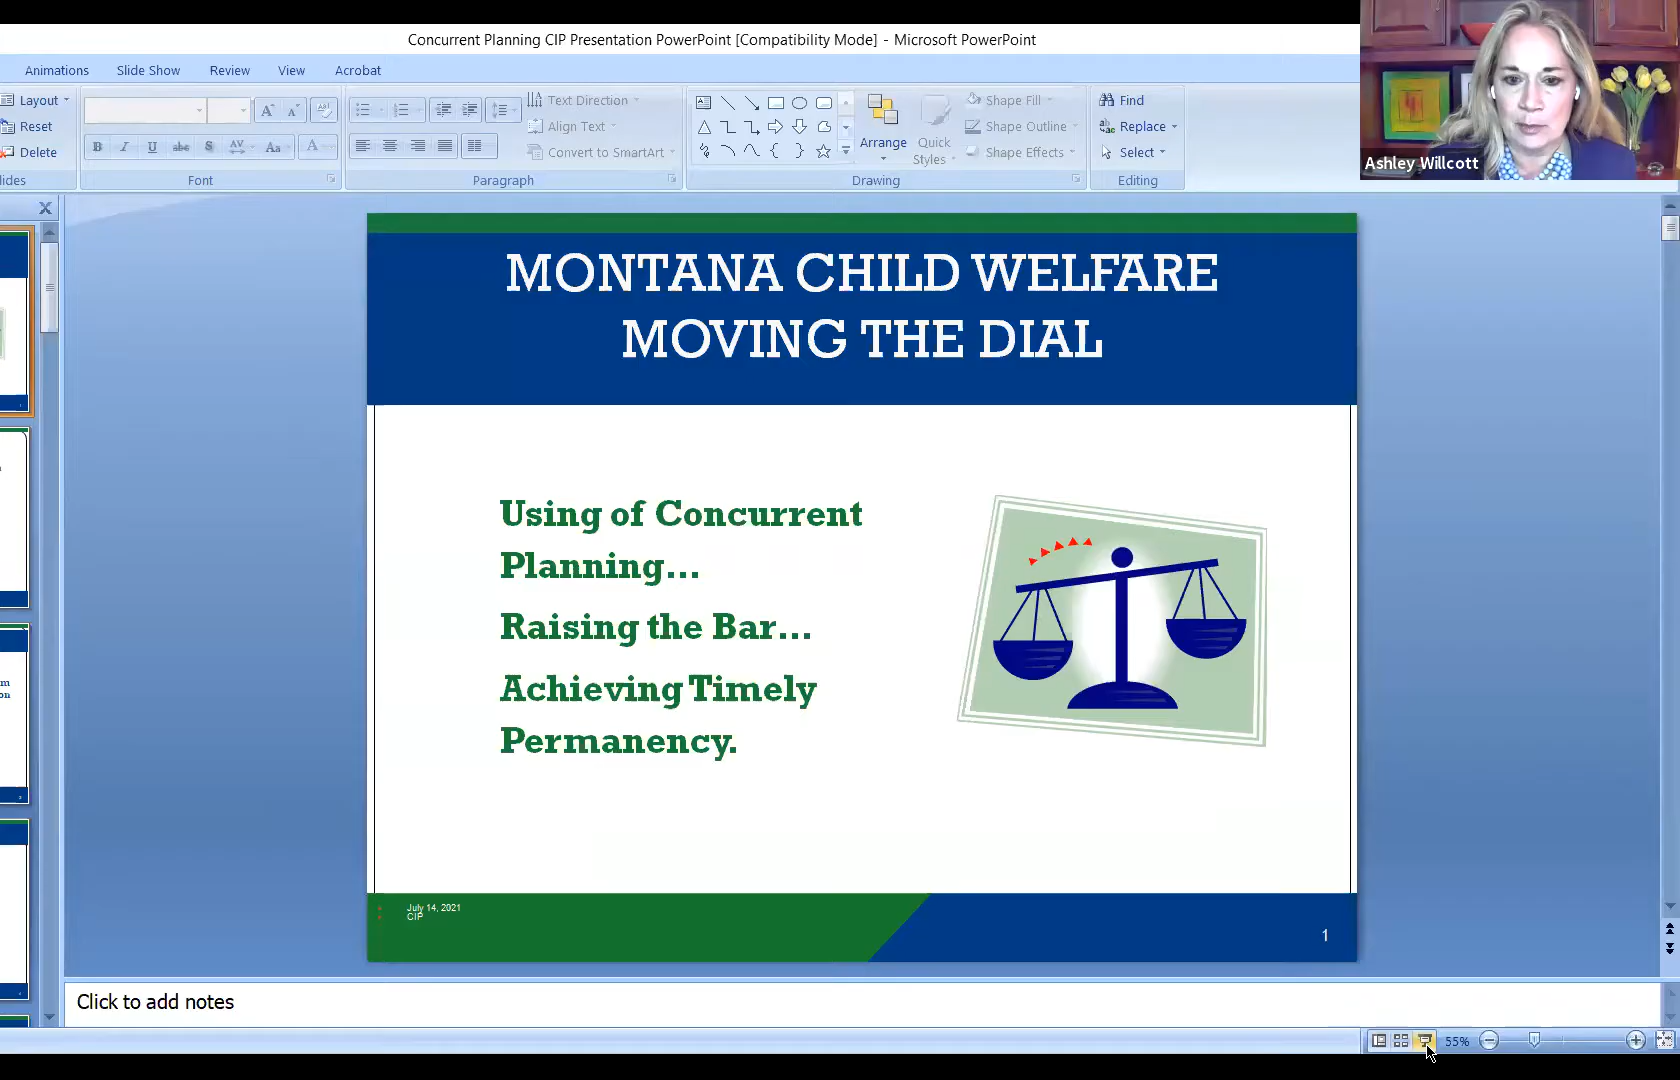 Concurrent Planning CIP Presentation PowerPoint [Compatibility Mode] - Microsoft PowerPoint
Animations Slide Show Review View Acrobat
Layout
Reset
Delete
Text Direction
Align Text
Convert to SmartArt
Arrange
Quick
Styles
Shape Fill
Shape Outline
Shape Effects
Find
Replace
Select
Font Paragraph Drawing Editing
Ashley Willcott
MONTANA CHILD WELFARE
MOVING THE DIAL
Using of Concurrent
Planning...
Raising the Bar...
Achieving Timely
Permanency.
July 14, 2021
CIP
1
Click to add notes
55%